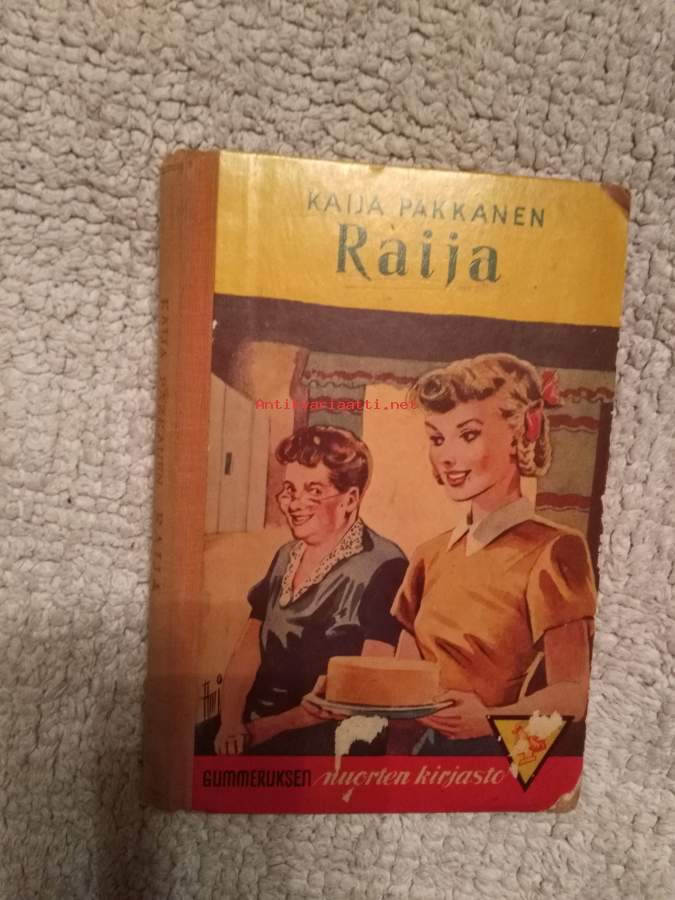 KAIJA PAKKANEN
Raija
Antikvariaatti.net
GUMMERUKSEN nuorten kirjasto